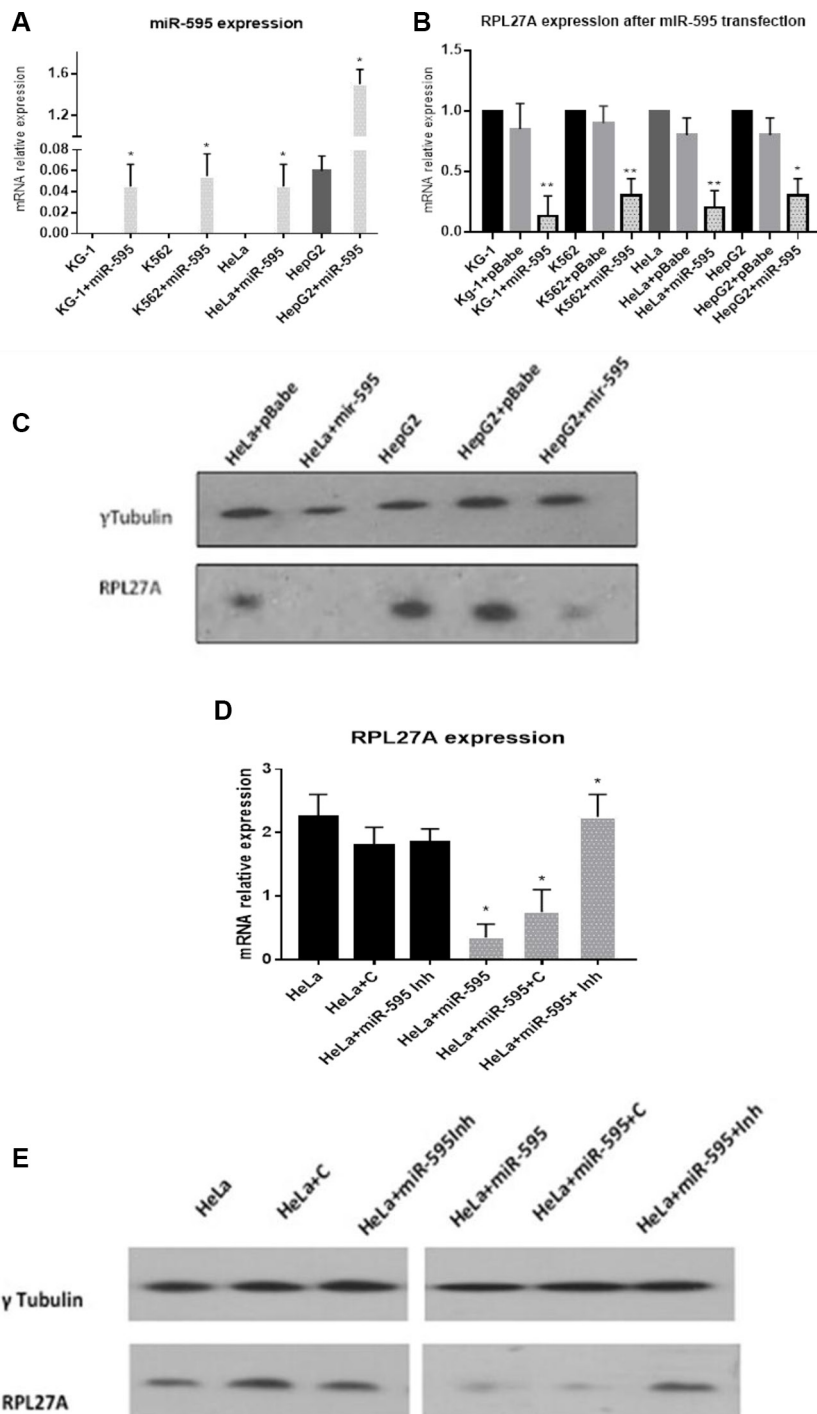 A
miR-595 expression
mRNA relative expression
1.6
1.2
0.08
0.06
0.04
0.02
0.00
* * * *
KG-1
KG-1+miR-595
K562
K562+miR-595
HeLa
HeLa+miR-595
HepG2
HepG2+miR-595
B
RPL27A expression after mIR-595 transfection
mRNA relative expression
1.5
1.0
0.5
0.0
** ** ** *
KG-1
Kg-1+pBabe
KG-1+miR-595
K562
K562+pBabe
K562+miR-595
HeLa
HeLa+pBabe
HeLa+miR-595
HepG2
HepG2+pBabe
HepG2+miR-595
C
HeLa+pBabe
HeLa+mir-595
HepG2
HepG2+pBabe
HepG2+mir-595
γTubulin
RPL27A
D
RPL27A expression
mRNA relative expression
3
2
1
0
* * *
HeLa
HeLa+C
HeLa+miR-595 Inh
HeLa+miR-595
HeLa+miR-595+C
HeLa+miR-595+ Inh
E
HeLa
HeLa+C
HeLa+miR-595Inh
HeLa+miR-595
HeLa+miR-595+C
HeLa+miR-595+Inh
γ Tubulin
RPL27A